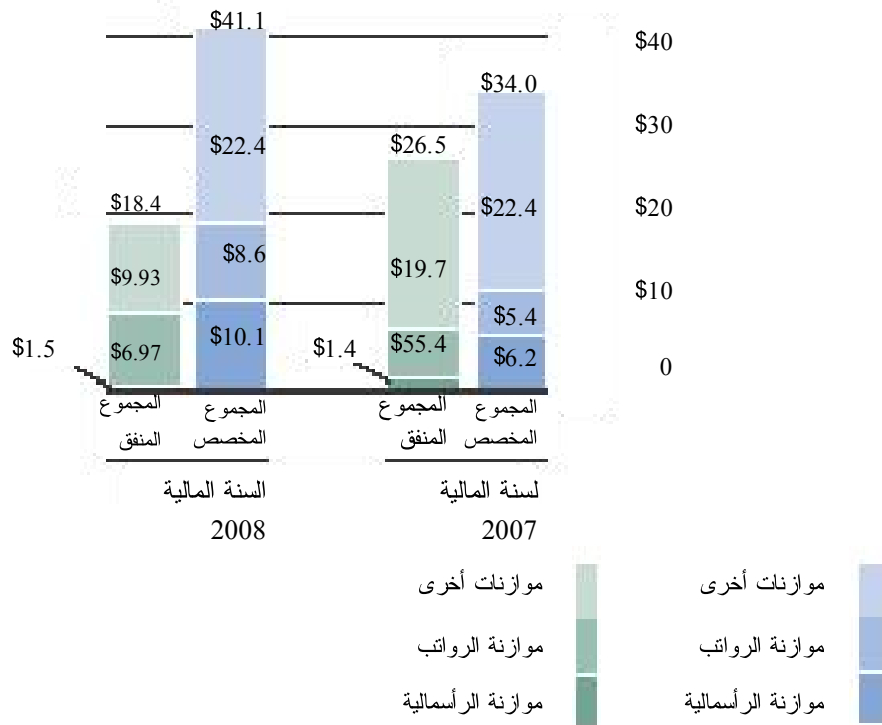 $41.1
$40
$34.0
$30
$22.4
$26.5
$18.4
$22.4
$20
$8.6
$19.7
$9.93
$10
$5.4
$1.5
$6.97
$10.1
$1.4
$55.4
$6.2
0
المجموع المخصص
المجموع المنفق
المجموع المخصص
المجموع المنفق
لسنة المالية
2007
السنة المالية
2008
موازنات أخرى
موازنة الرواتب
موازنة الرأسمالية
موازنات أخرى
موازنة الرواتب
موازنة الرأسمالية